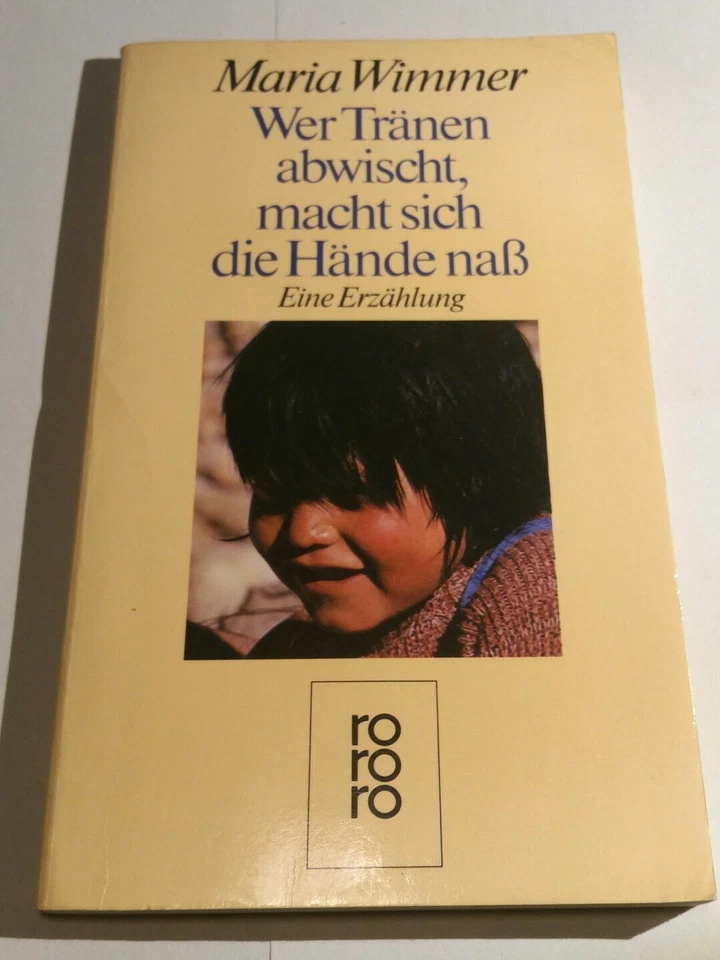 Maria Wimmer
Wer Tränen
abwischt,
macht sich
die Hände naß
Eine Erzählung
ro
ro
ro